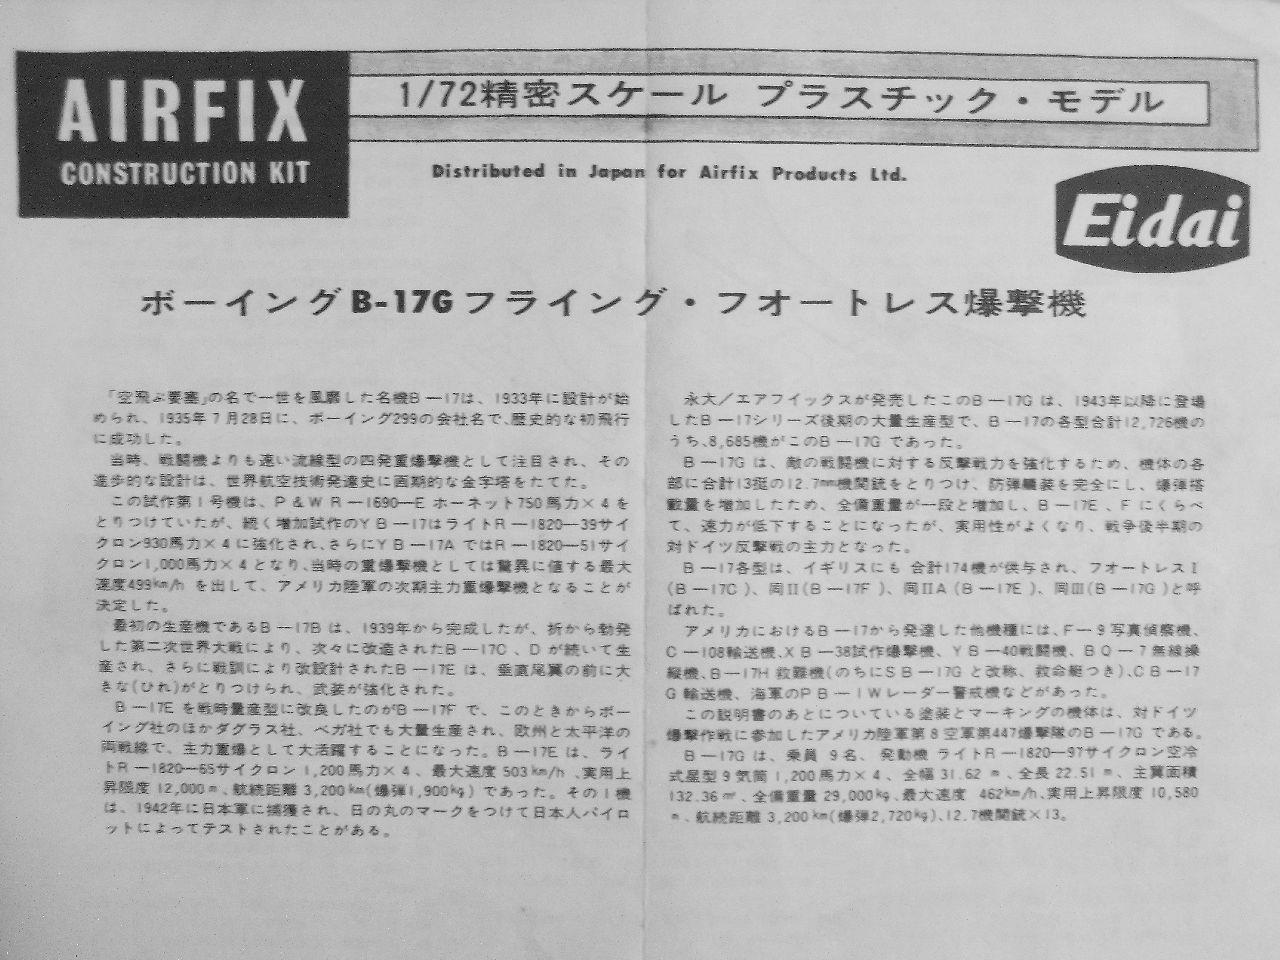 AIRFIX
CONSTRUCTION KIT
1/72精密スケール プラスチック・モデル
Distributed in Japan for Airfix Products Ltd.
Eidai
ボーイングB-17Gフライング・フオートレス爆撃機
「空飛ぶ要塞」の名で一世を風靡した名機B―17は、1933年に設計が始
められ、1935年7月28日に、ボーイング299の会社名で、歴史的な初飛行
に成功した。
当時、戦闘機よりも速い流線型の四発重爆撃機として注目され、その
進歩的な設計は、世界航空技術発達史に画期的な金字塔をたてた。
この試作第1号機は、P&W R―1690―E ホーネット750馬力×4を
とりつけていたが、続く増加試作のYB―17はライトR―1820―39サイ
クロン930馬力×4に強化され、さらにYB―17AではR―1820―51サイ
クロン1,000馬力×4となり、当時の重爆撃機としては驚異に値する最大
速度499km/h を出して、アメリカ陸軍の次期主力重爆撃機となることが
決定した。
最初の生産機であるB―17Bは、1939年から完成したが、折から勃発
した第二次世界大戦により、次々に改造されたB―17C、Dが続いて生
産され、さらに戦訓により改設計されたB―17Eは、垂直尾翼の前に大
きな(ひれ)がとりつけられ、武装が強化された。
B―17Eを戦時量産型に改良したのがB―17Fで、このときからボー
イング社のほかダグラス社、ベガ社でも大量生産され、欧州と太平洋の
両戦線で、主力重爆として大活躍することになった。B―17Eは、ライ
トR―1820―65サイクロン1,200馬力×4、最大速度503km/h、実用上
昇限度12,000m、航続距離3,200km(爆弾1,900kg)であった。その1機
は、1942年に日本軍に捕獲され、日の丸のマークをつけて日本人パイロ
ットによってテストされたことがある。
永大/エアフイックスが発売したこのB―17Gは、1943年以降に登場
したB―17シリーズ後期の大量生産型で、B―17の各型合計12,726機の
うち、8,685機がこのB―17Gであった。
B―17Gは、敵の戦闘機に対する反撃戦力を強化するため、機体の各
部に合計13挺の12.7mm機関銃をとりつけ、防弾艤装を完全にし、爆弾搭
載量を増加したため、全備重量が一段と増加し、B―17E、Fにくらべ
て、速力が低下することになったが、実用性がよくなり、戦争後半期の
対ドイツ反撃戦の主力となった。
B―17各型は、イギリスにも合計174機が供与され、フオートレスI
(B―17C)、同II(B―17F)、同IIA(B―17E)、同III(B―17G)と呼
ばれた。
アメリカにおけるB―17から発達した他機種には、F―9写真偵察機、
C―108輸送機、XB―38試作爆撃機、YB―40戦闘機、BQ―7無線操
縦機、B―17H救難機(のちにSB―17Gと改称、救命艇つき)、CB―17
G輸送機、海軍のPB―1Wレーダー警戒機などがあった。
この説明書のあとについている塗装とマーキングの機体は、対ドイツ
爆撃作戦に参加したアメリカ陸軍第8空軍第447爆撃隊のB―17Gである。
B―17Gは、乗員9名、発動機ライトR―1820―97サイクロン空冷
式星型9気筒1,200馬力×4、全幅31.62m、全長22.51m、主翼面積
132.36㎡、全備重量29,000kg、最大速度 462km/h、実用上昇限度10,580
m、航続距離3,200km(爆弾2,720kg)、12.7機関銃×13。